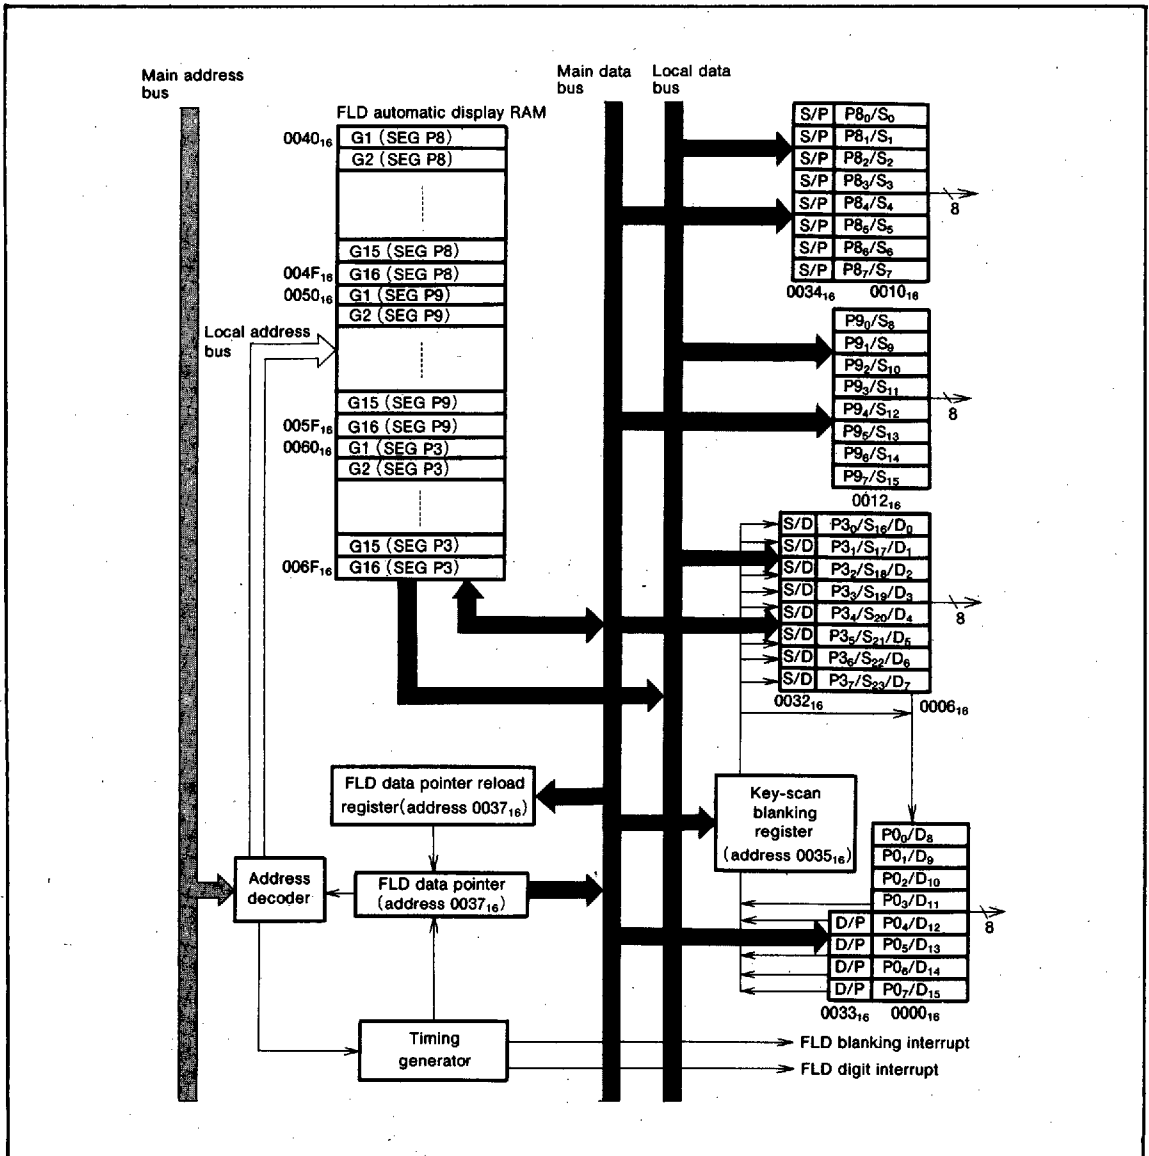 Main address
bus
FLD automatic display RAM
0040₁₆
G1 (SEG P8)
G2 (SEG P8)
G15 (SEG P8)
004F₁₆
G16 (SEG P8)
0050₁₆
G1 (SEG P9)
G2 (SEG P9)
Local address
bus
G15 (SEG P9)
005F₁₆
G16 (SEG P9)
0060₁₆
G1 (SEG P3)
G2 (SEG P3)
G15 (SEG P3)
006F₁₆
G16 (SEG P3)
Main data
bus
Local data
bus
S/P P8₀/S₀
S/P P8₁/S₁
S/P P8₂/S₂
S/P P8₃/S₃
S/P P8₄/S₄
S/P P8₅/S₅
S/P P8₆/S₆
S/P P8₇/S₇
8
0034₁₆ 0010₁₆
P9₀/S₈
P9₁/S₉
P9₂/S₁₀
P9₃/S₁₁
P9₄/S₁₂
P9₅/S₁₃
P9₆/S₁₄
P9₇/S₁₅
8
0012₁₆
S/D P3₀/S₁₆/D₀
S/D P3₁/S₁₇/D₁
S/D P3₂/S₁₈/D₂
S/D P3₃/S₁₉/D₃
S/D P3₄/S₂₀/D₄
S/D P3₅/S₂₁/D₅
S/D P3₆/S₂₂/D₆
S/D P3₇/S₂₃/D₇
8
0032₁₆ 0006₁₆
FLD data pointer reload
register(address 0037₁₆)
Key-scan
blanking
register
(address 0035₁₆)
Address
decoder
FLD data pointer
(address 0037₁₆)
P0₀/D₈
P0₁/D₉
P0₂/D₁₀
P0₃/D₁₁
D/P P0₄/D₁₂
D/P P0₅/D₁₃
D/P P0₆/D₁₄
D/P P0₇/D₁₅
8
0033₁₆ 0000₁₆
Timing
generator
FLD blanking interrupt
FLD digit interrupt